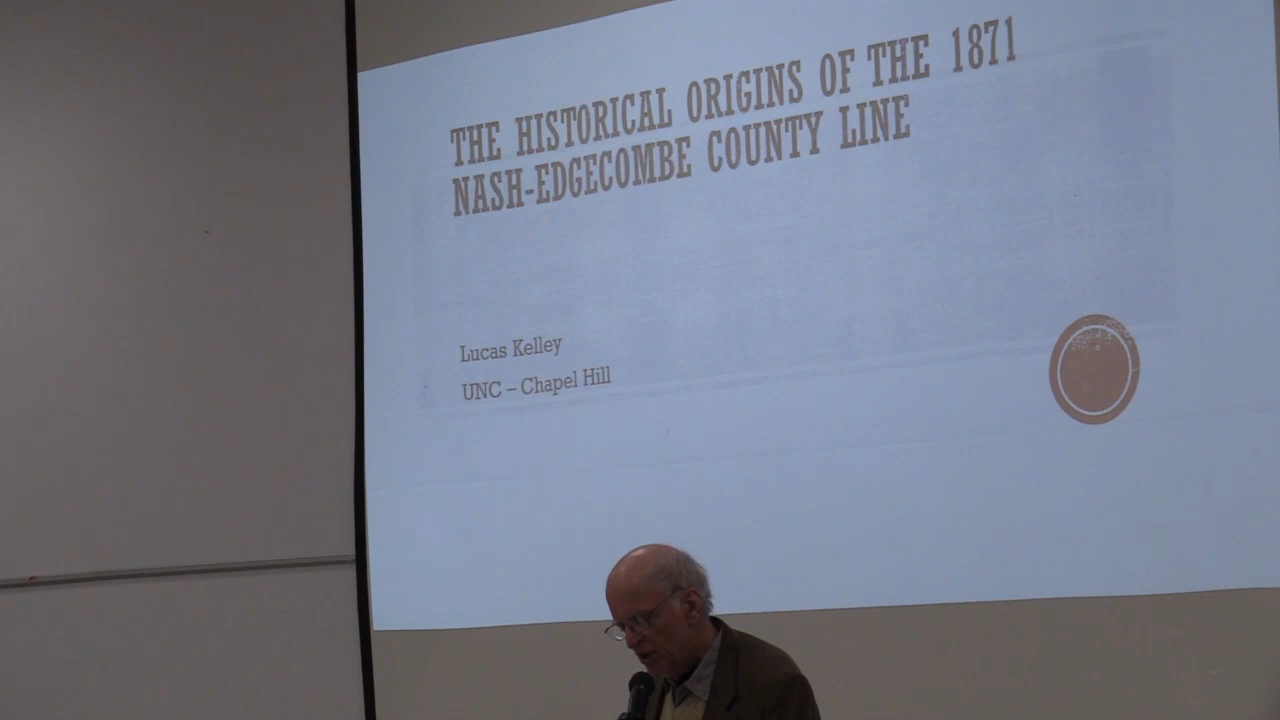 THE HISTORICAL ORIGINS OF THE 1871
NASH-EDGECOMBE COUNTY LINE
Lucas Kelley
UNC – Chapel Hill